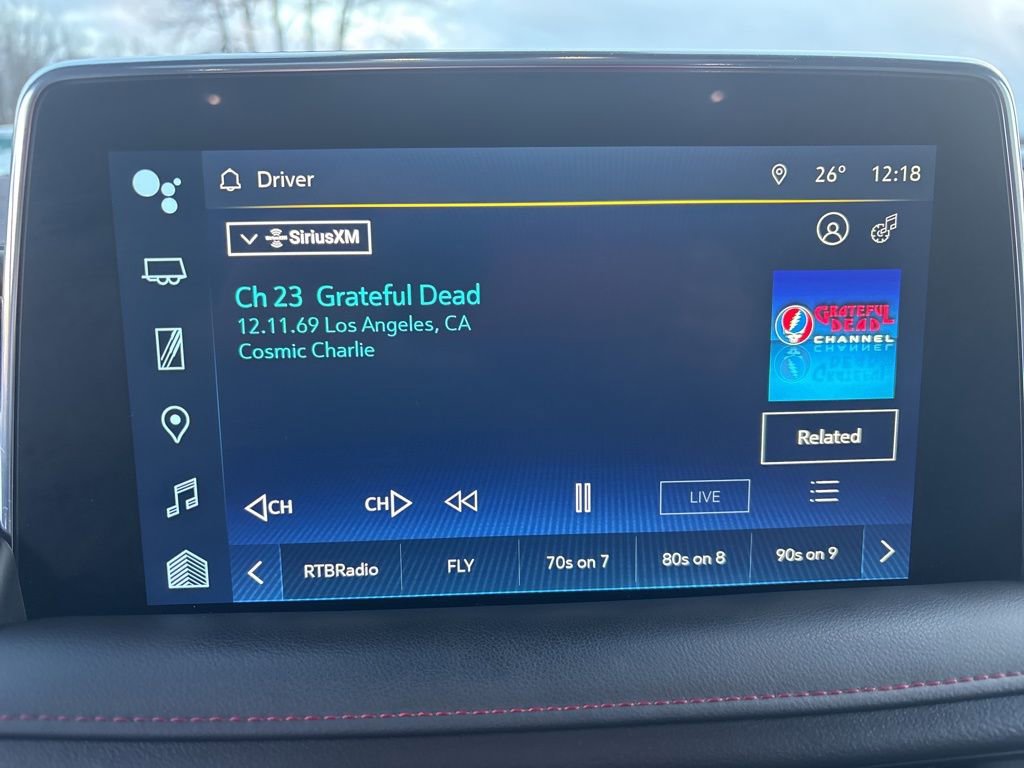 Driver
26° 12:18
SiriusXM
Ch 23 Grateful Dead
12.11.69 Los Angeles, CA
Cosmic Charlie
GRATEFUL
DEAD
CHANNEL
Related
CH CH LIVE
RTBRadio FLY 70s on 7 80s on 8 90s on 9